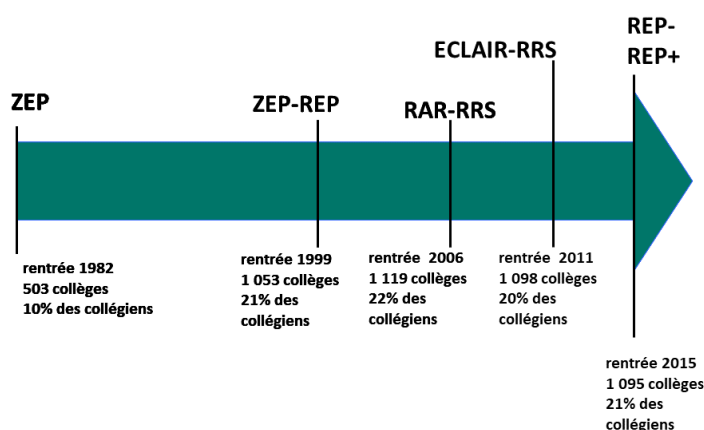 ZEP
rentrée 1982
503 collèges
10% des collégiens
ZEP-REP
rentrée 1999
1 053 collèges
21% des
collégiens
RAR-RRS
rentrée  2006
1 119 collèges
22% des
collégiens
ECLAIR-RRS
rentrée  2011
1 098 collèges
20% des
collégiens
REP-
REP+
rentrée 2015
1 095 collèges
21% des
collégiens